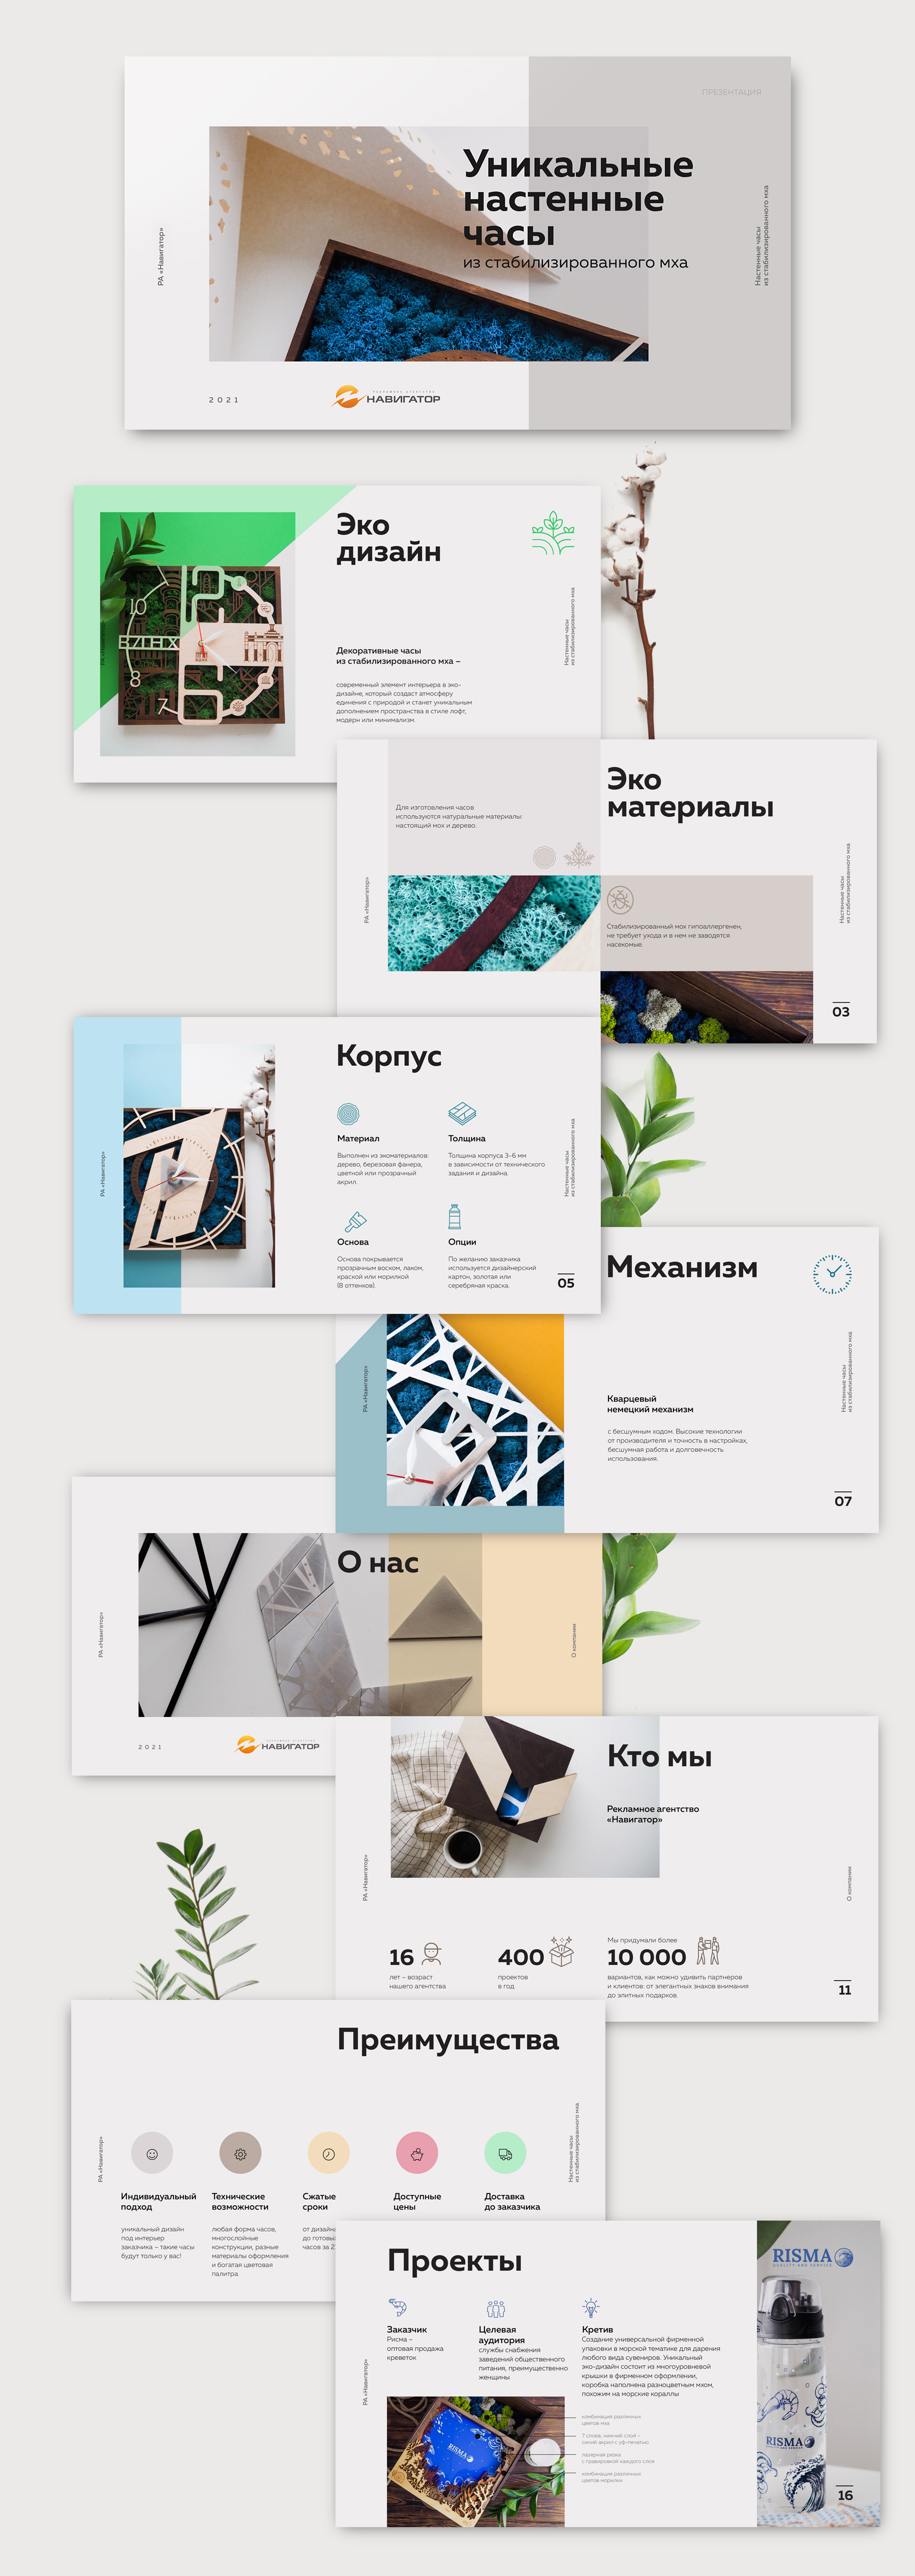 ПРЕЗЕНТАЦИЯ
Уникальные
настенные
часы
из стабилизированного мха
РА «Навигатор»
Настенные часы
из стабилизированного мха
2021
РЕКЛАМНОЕ АГЕНТСТВО
НАВИГАТОР
Эко
дизайн
10
ВДНХ
8
7
Декоративные часы
из стабилизированного мха –
современный элемент интерьера в эко-
дизайне, который создаст атмосферу
единения с природой и станет уникальным
дополнением пространства в стиле лофт,
модерн или минимализм.
Настенные часы
из стабилизированного мха
Эко
материалы
Для изготовления часов
используются натуральные материалы:
настоящий мох и дерево.
РА «Навигатор»
Стабилизированный мох гипоаллергенен,
не требует ухода и в нем не заводятся
насекомые.
Настенные часы
из стабилизированного мха
03
Корпус
РА «Навигатор»
Материал
Выполнен из экоматериалов:
дерево, березовая фанера,
цветной или прозрачный
акрил.
Толщина
Толщина корпуса 3-6 мм
в зависимости от технического
задания и дизайна.
Основа
Основа покрывается
прозрачным воском, лаком,
краской или морилкой
(8 оттенков).
Опции
По желанию заказчика
используется дизайнерский
картон, золотая или
серебряная краска.
Настенные часы
из стабилизированного мха
05
Механизм
РА «Навигатор»
Кварцевый
немецкий механизм
с бесшумным ходом. Высокие технологии
от производителя и точность в настройках,
бесшумная работа и долговечность
использования.
Настенные часы
из стабилизированного мха
07
О нас
РА «Навигатор»
О компании
2021
НАВИГАТОР
Кто мы
Рекламное агентство
«Навигатор»
РА «Навигатор»
О компании
16
лет – возраст
нашего агентства
400
проектов
в год
Мы придумали более
10 000
вариантов, как можно удивить партнеров
и клиентов: от элегантных знаков внимания
до элитных подарков.
11
Преимущества
РА «Навигатор»
Настенные часы
из стабилизированного мха
Индивидуальный
подход
уникальный дизайн
под интерьер
заказчика – такие часы
будут только у вас!
Технические
возможности
любая форма часов,
многослойные
конструкции, разные
материалы оформления
и богатая цветовая
палитра
Сжатые
сроки
от дизайна
до готовых
часов за 2
Доступные
цены
Доставка
до заказчика
Проекты
РА «Навигатор»
Заказчик
Рисма –
оптовая продажа
креветок
Целевая
аудитория
службы снабжения
заведений общественного
питания, преимущественно
женщины
Кретив
Создание универсальной фирменной
упаковки в морской тематике для дарения
любого вида сувениров. Уникальный
эко-дизайн состоит из многоуровневой
крышки в фирменном оформлении,
коробка наполнена разноцветным мхом,
похожим на морские кораллы
комбинация различных
цветов мха
7 слоев, нижний слой –
синий акрил с уф-печатью
лазерная резка
с гравировкой каждого слоя
комбинация различных
цветов морилки
RISMA
RISMA
QUALITY AND SERVICE
RISMA
16